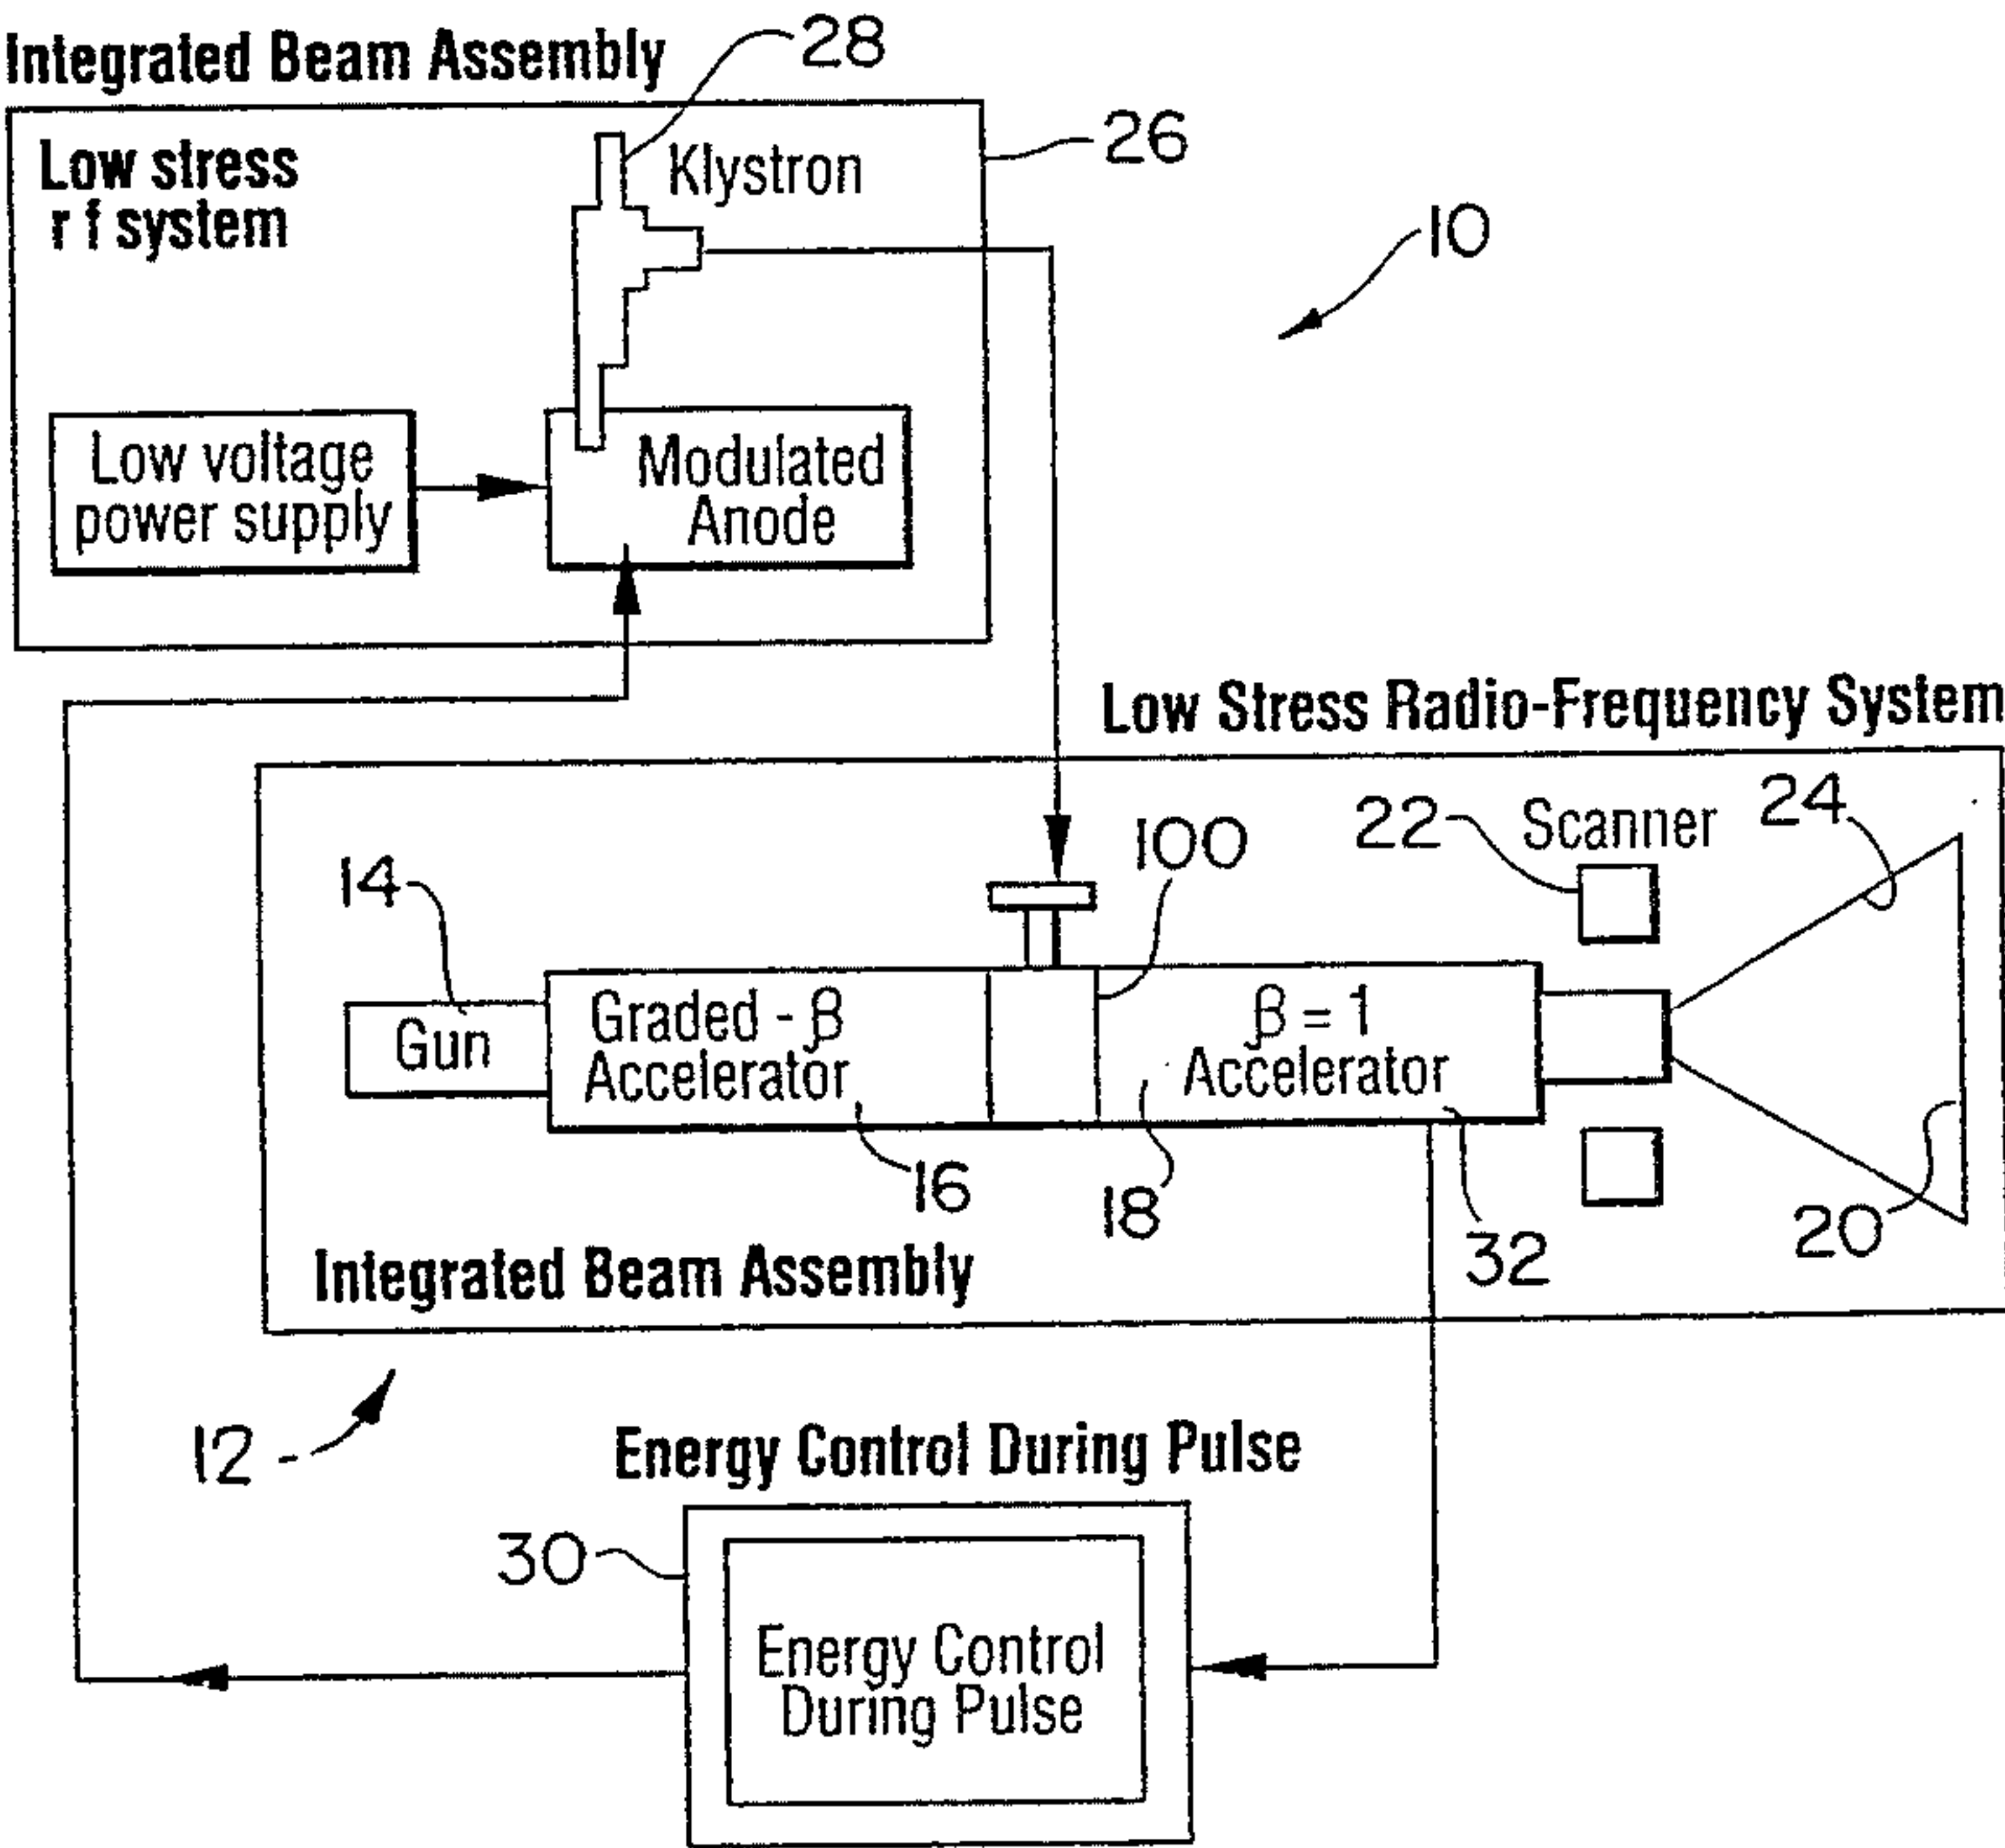 Integrated Beam Assembly
28
Low stress
r f system
Klystron
26
10
Low voltage
power supply
Modulated
Anode
Low Stress Radio-Frequency System
22
Scanner
24
100
14
Gun
Graded - β
Accelerator
β = 1
Accelerator
16
18
32
20
Integrated Beam Assembly
12
Energy Control During Pulse
30
Energy Control
During Pulse